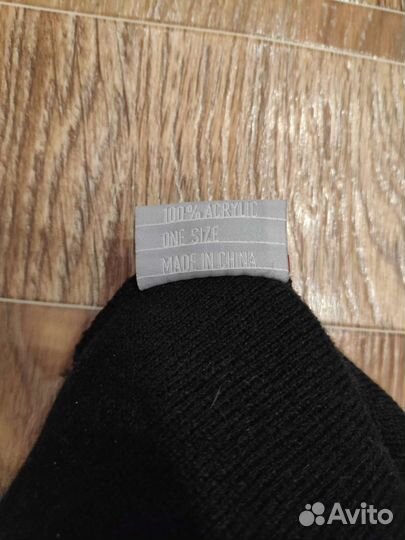 100% ACRYLIC
ONE SIZE
MADE IN CHINA
Avito